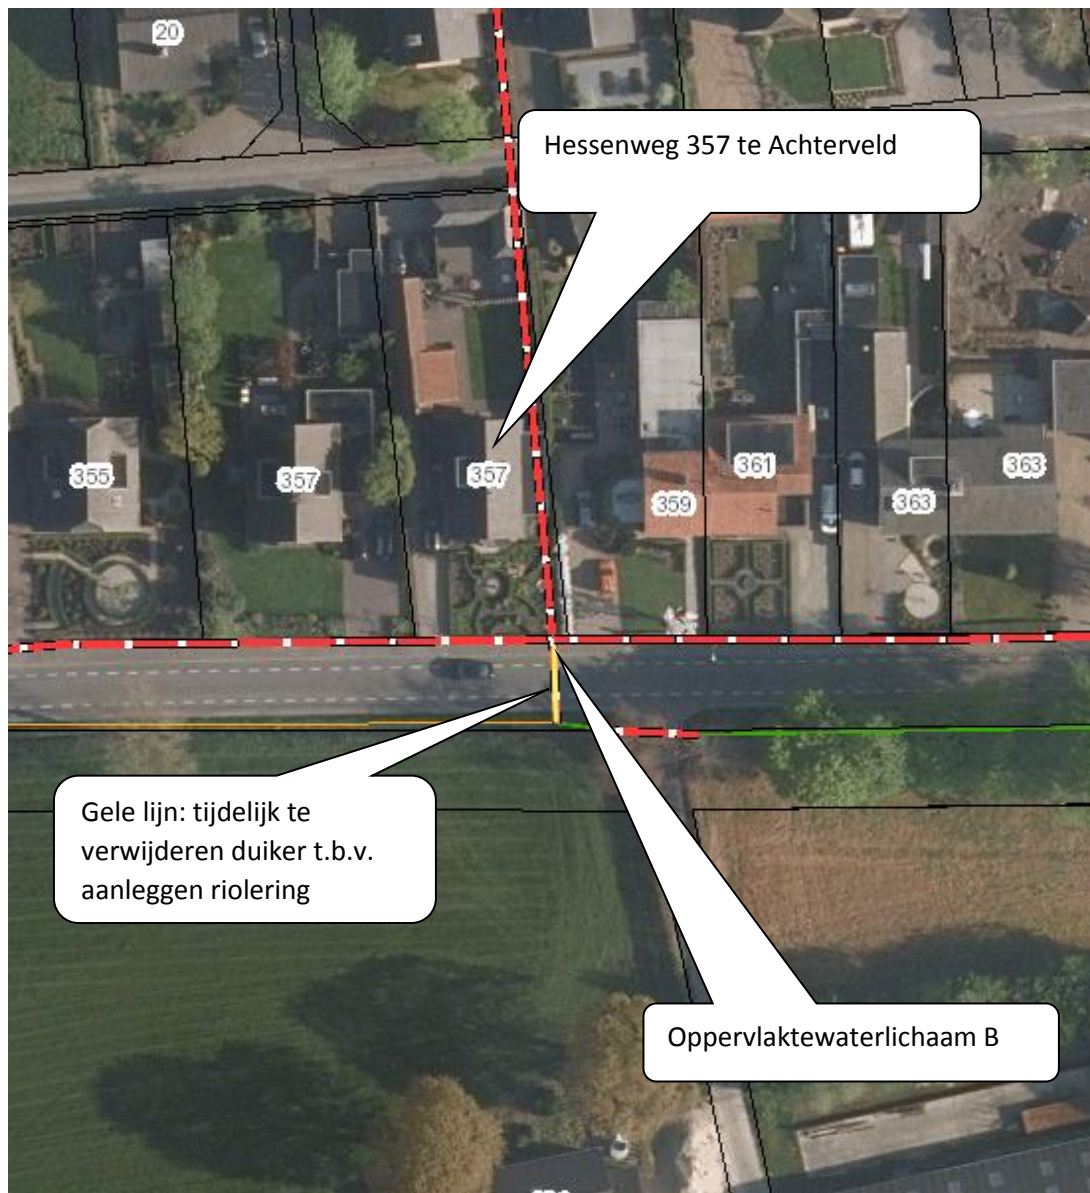 20
Hessenweg 357 te Achterveld
355
357
357
359
361
363
363
Gele lijn: tijdelijk te
verwijderen duiker t.b.v.
aanleggen riolering
Oppervlaktewaterlichaam B